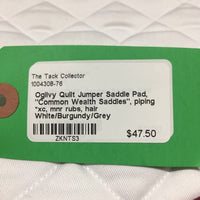 The Tack Collector
1004308-76
Ogilvy Quilt Jumper Saddle Pad,
"Common Wealth Saddles", piping
*xc, mnr rubs, hair
White/Burgundy/Grey
ZKNTS3
$47.50